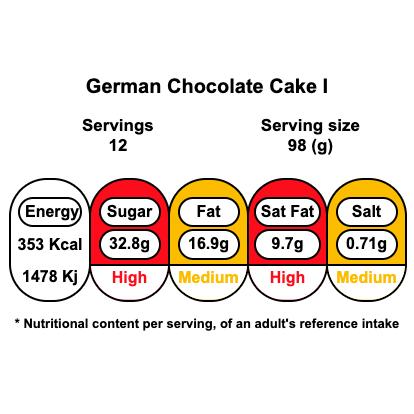 German Chocolate Cake I
Servings
12
Serving size
98 (g)
Energy
353 Kcal
1478 Kj
Sugar
32.8g
High
Fat
16.9g
Medium
Sat Fat
9.7g
High
Salt
0.71g
Medium
* Nutritional content per serving, of an adult's reference intake